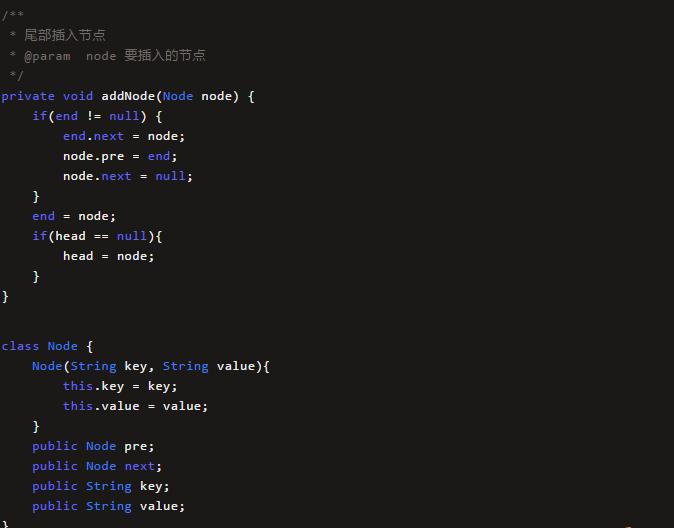 /**
 * 尾部插入节点
 * @param  node 要插入的节点
 */
private void addNode(Node node) {
    if(end != null) {
        end.next = node;
        node.pre = end;
        node.next = null;
    }
    end = node;
    if(head == null){
        head = node;
    }
}
class Node {
    Node(String key, String value){
        this.key = key;
        this.value = value;
    }
    public Node pre;
    public Node next;
    public String key;
    public String value;
}